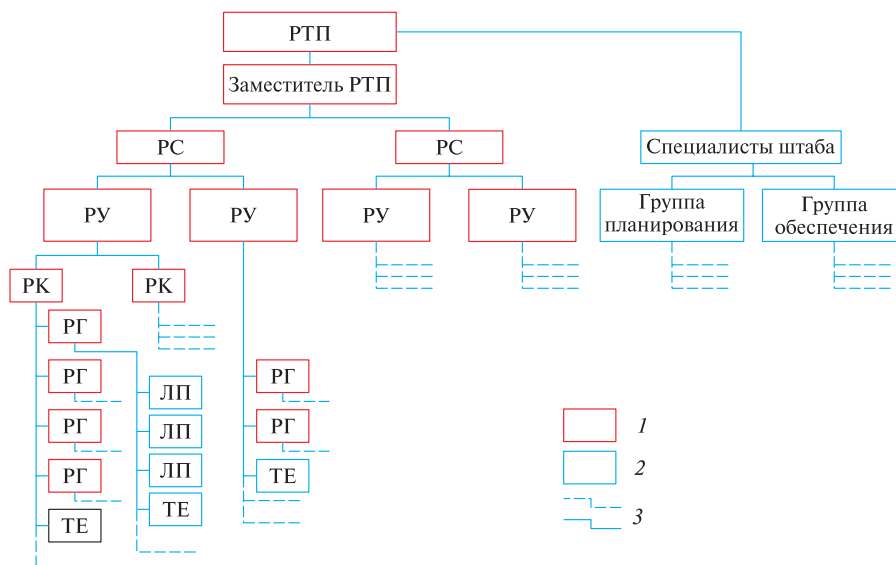 РТП
Заместитель РТП
РС
РС
Специалисты штаба
РУ
РУ
РУ
РУ
Группа
планирования
Группа
обеспечения
РК
РК
РГ
РГ
РГ
РГ
ТЕ
ЛП
ЛП
ЛП
ТЕ
РГ
РГ
ТЕ
1
2
3